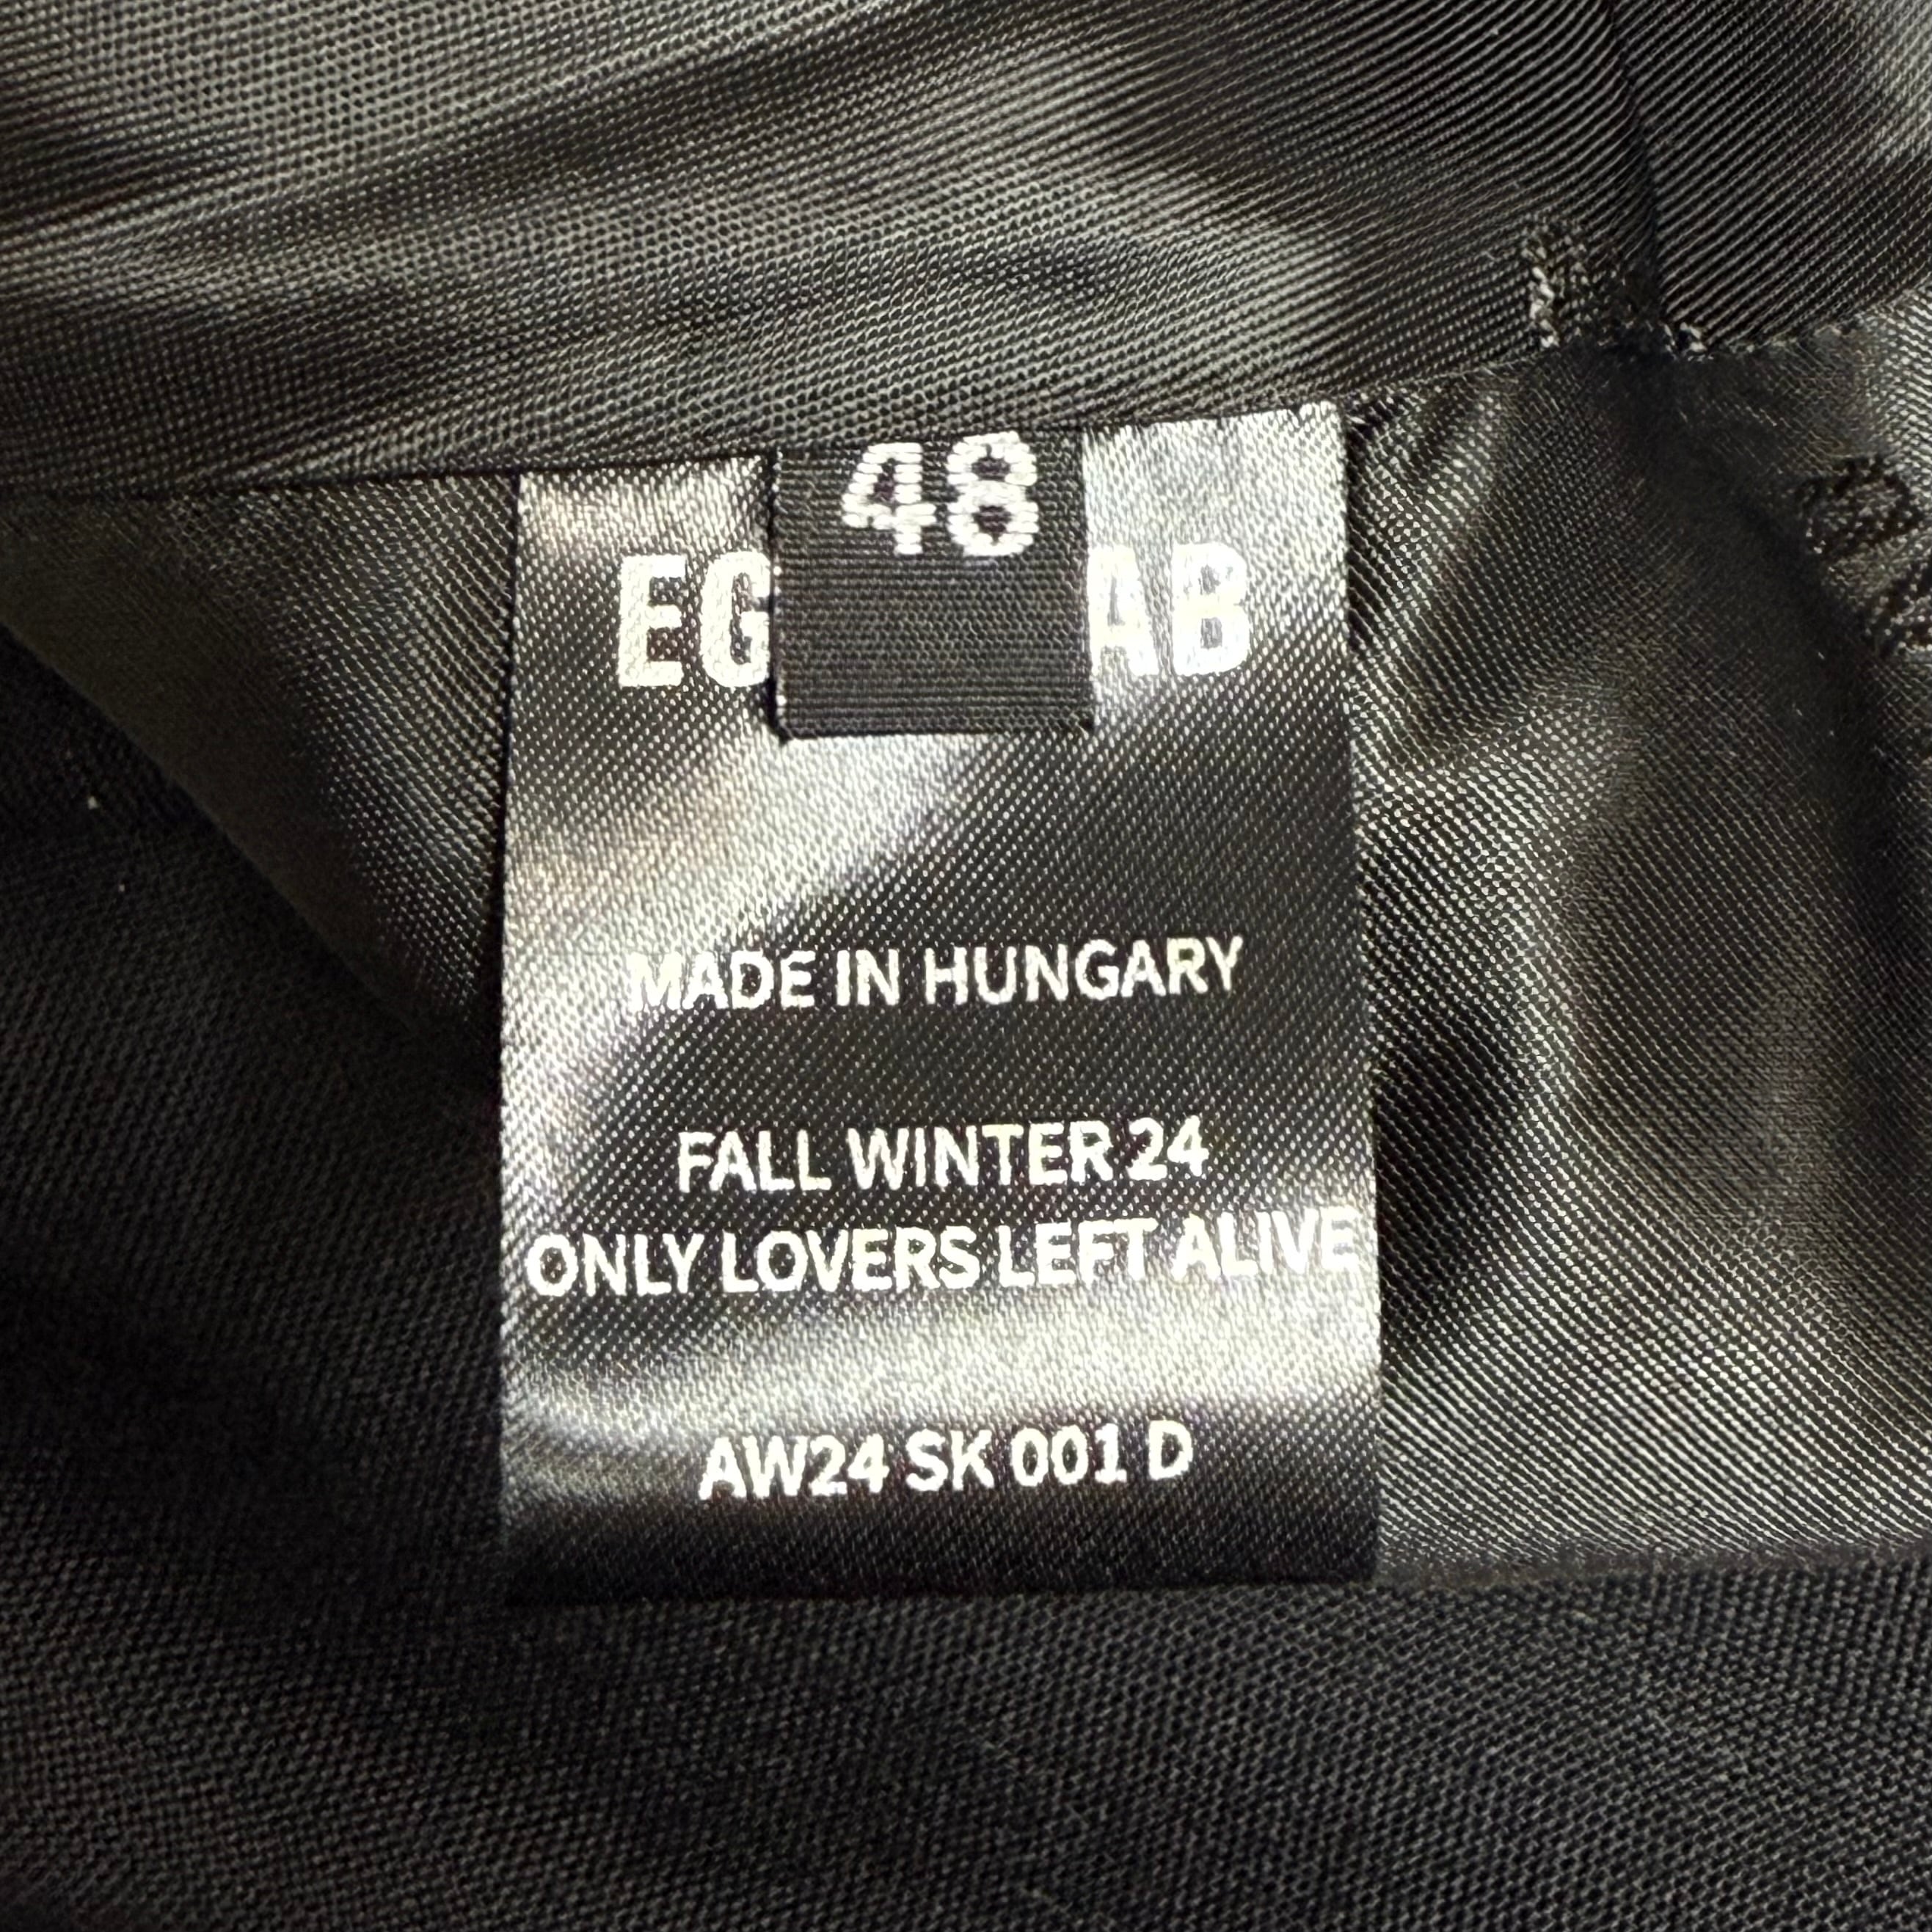 48
EG AB
MADE IN HUNGARY
FALL WINTER 24
ONLY LOVERS LEFT ALIVE
AW24 SK 001 D